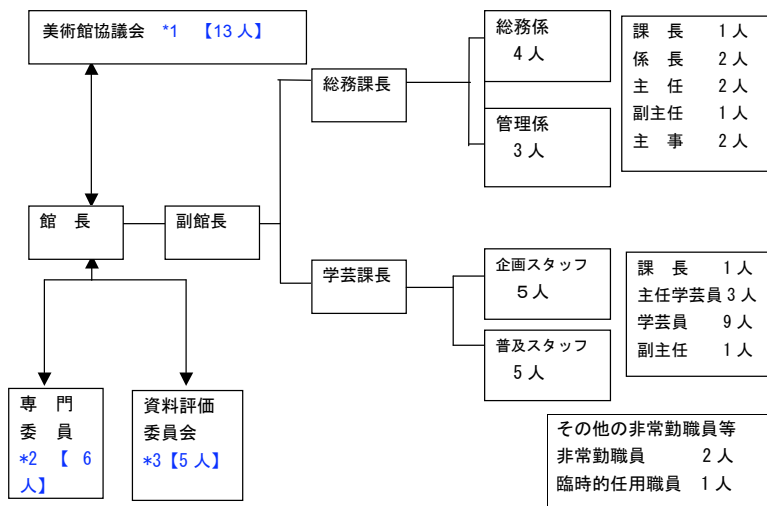 美術館協議会 *1 【13人】
総務課長
総務係
4人
管理係
3人
課　長　1人
係　長　2人
主　任　2人
副主任　1人
主　事　2人
館　長
副館長
学芸課長
企画スタッフ
５人
普及スタッフ
5人
課　長　1人
主任学芸員 3人
学芸員　9人
副主任　1人
専　門
委　員
*2 【 6
人】
資料評価
委員会
*3【5人】
その他の非常勤職員等
非常勤職員　2人
臨時的任用職員　1人